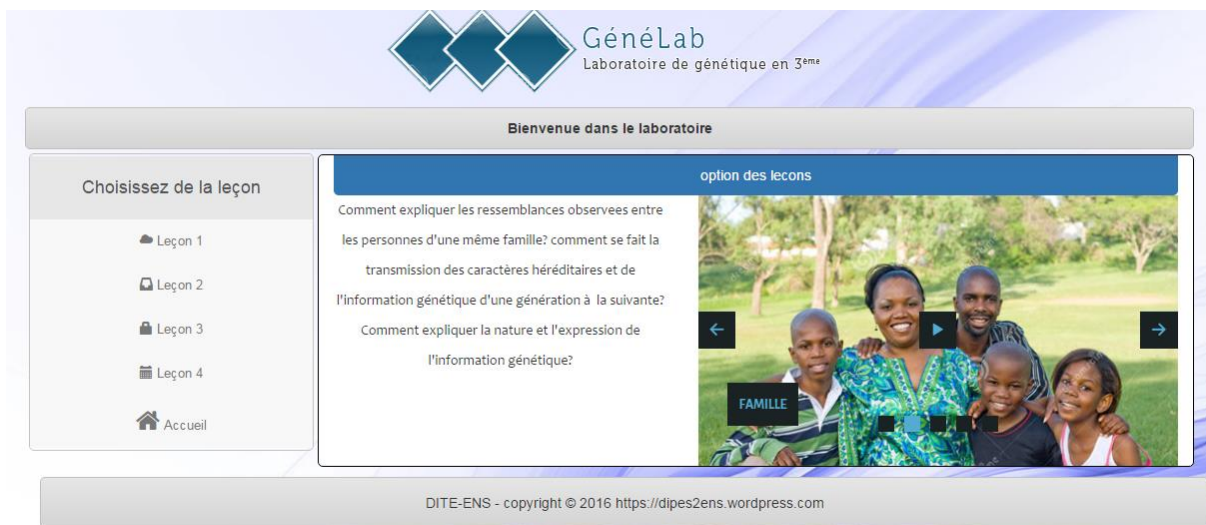 GénéLab
Laboratoire de génétique en 3ème
Bienvenue dans le laboratoire
Choisissez de la leçon
Leçon 1
Leçon 2
Leçon 3
Leçon 4
Accueil
option des lecons
Comment expliquer les ressemblances observees entre
les personnes d'une même famille? comment se fait la
transmission des caractères héréditaires et de
l'information génétique d'une génération à la suivante?
Comment expliquer la nature et l'expression de
l'information génétique?
FAMILLE
DITE-ENS - copyright © 2016 https://dipes2ens.wordpress.com